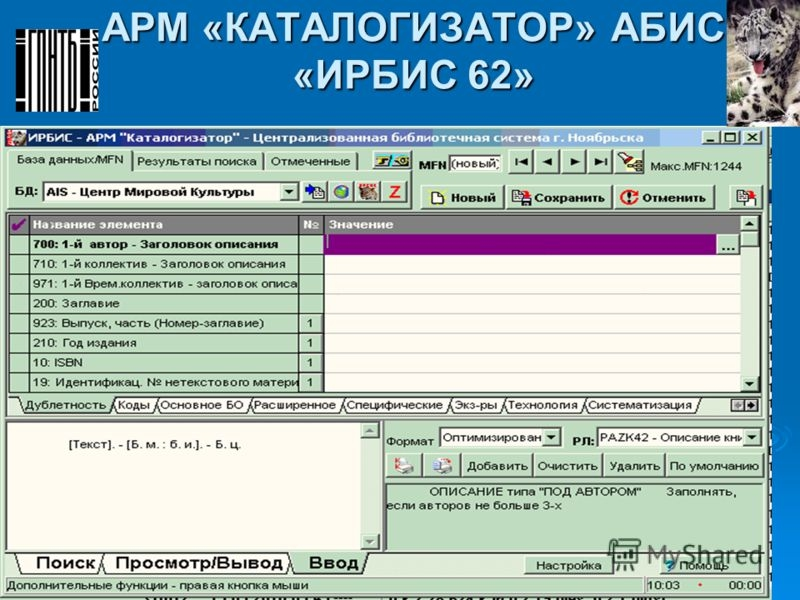 АРМ «КАТАЛОГИЗАТОР» АБИС
«ИРБИС 62»
ГПНТБ
РОССИИ
ИРБИС - АРМ "Каталогизатор" - Централизованная библиотечная система г. Ноябрьска
База данных/MFN Результаты поиска Отмеченные MFN (новый) Макс.MFN:1244
БД: AIS - Центр Мировой Культуры Z Новый Сохранить Отменить
Название элемента № Значение
700: 1-й автор - Заголовок описания ...
710: 1-й коллектив - Заголовок описания
971: 1-й Врем.коллектив - заголовок описа
200: Заглавие
923: Выпуск, часть (Номер-заглавие) 1
210: Год издания 1
10: ISBN 1
19: Идентификац. № нетекстового матери 1
Дублетность Коды Основное БО Расширенное Специфические Экз-ры Технология Систематизация
[Текст]. - [Б. м. : б. и.]. - Б. ц.
Формат Оптимизирован РЛ: PAZK42 - Описание кни
Добавить Очистить Удалить По умолчанию
ОПИСАНИЕ типа "ПОД АВТОРОМ" Заполнять,
если авторов не больше 3-х
Поиск Просмотр/Вывод Ввод Настройка ? Помощь
MyShared
Дополнительные функции - правая кнопка мыши 10:03 00:00